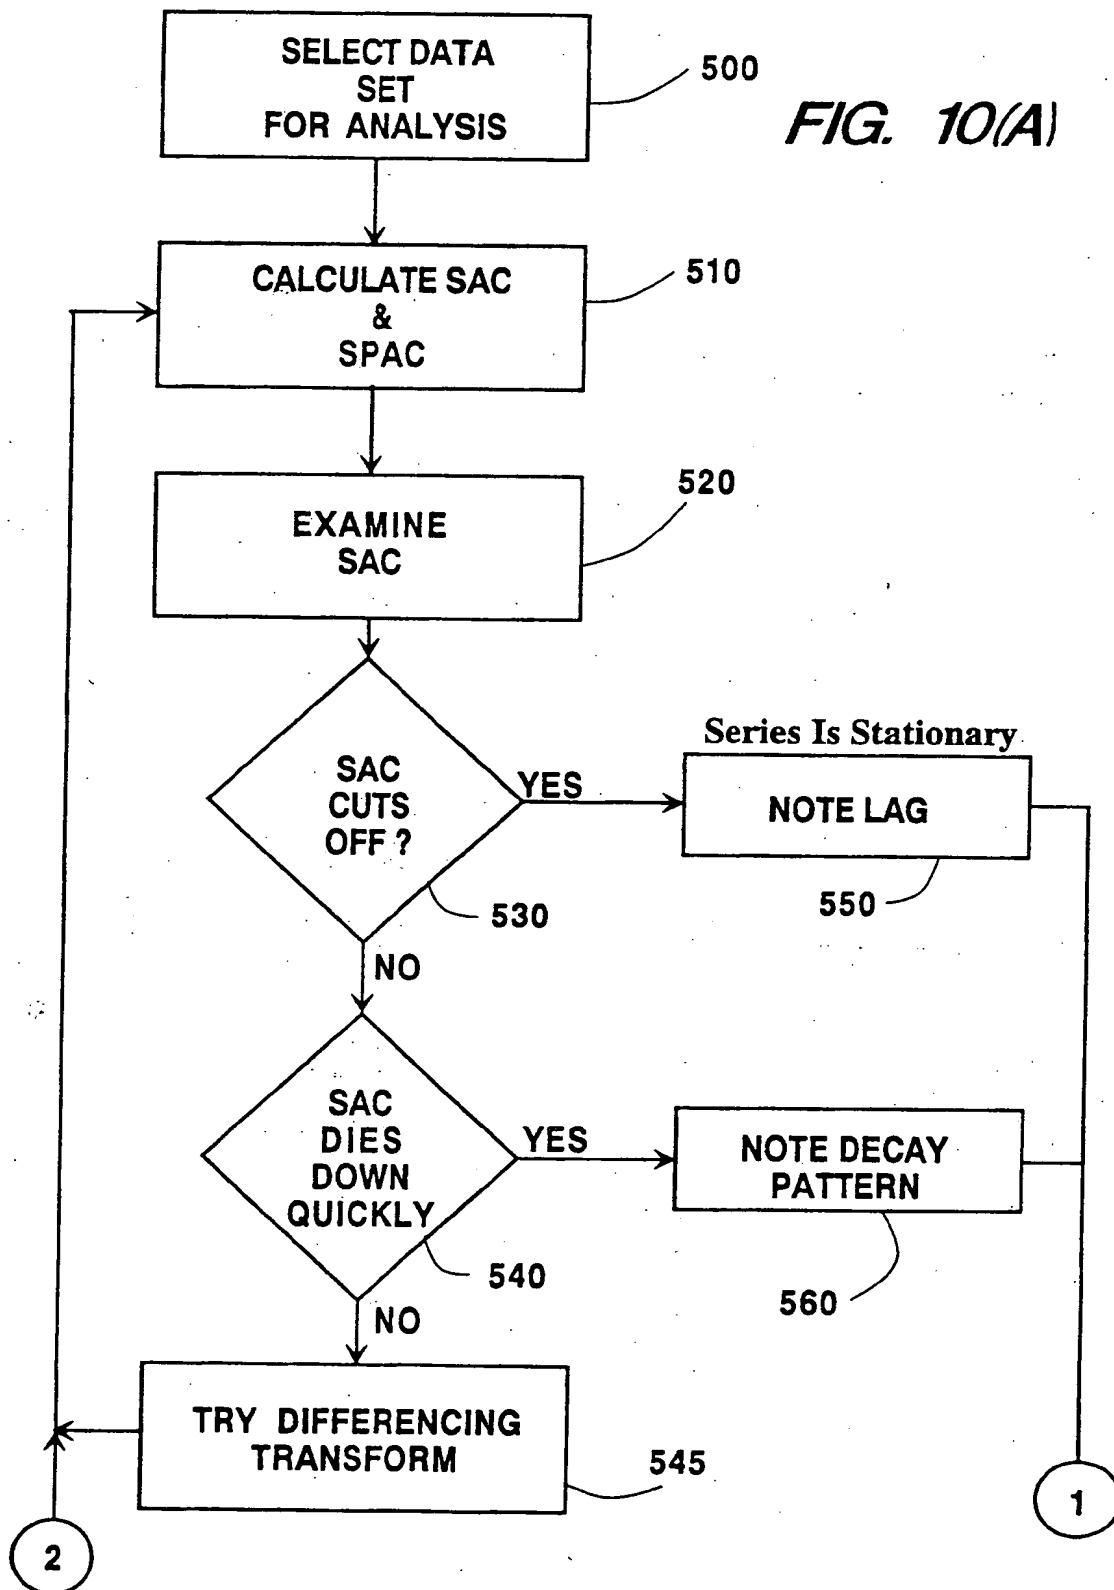 SELECT DATA
SET
FOR ANALYSIS
500
FIG. 10(A)
CALCULATE SAC
&
SPAC
510
EXAMINE
SAC
520
SAC
CUTS
OFF ?
530
YES
Series Is Stationary
NOTE LAG
550
NO
SAC
DIES
DOWN
QUICKLY
540
YES
NOTE DECAY
PATTERN
560
NO
TRY DIFFERENCING
TRANSFORM
545
1
2